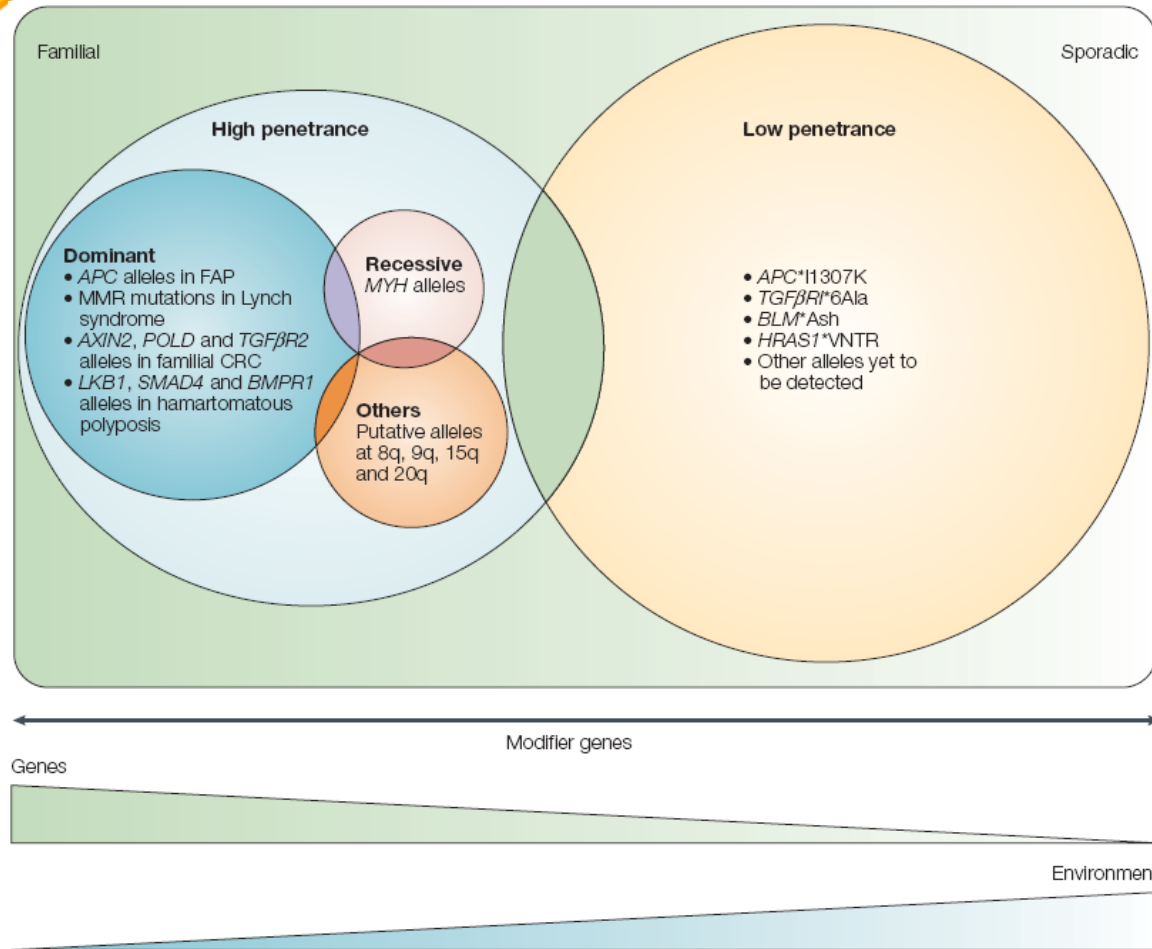 Familial
Sporadic
High penetrance
Low penetrance
Dominant
• APC alleles in FAP
• MMR mutations in Lynch
syndrome
• AXIN2, POLD and TGFβR2
alleles in familial CRC
• LKB1, SMAD4 and BMPR1
alleles in hamartomatous
polyposis
Recessive
MYH alleles
Others
Putative alleles
at 8q, 9q, 15q
and 20q
• APC*I1307K
• TGFβRI*6Ala
• BLM*Ash
• HRAS1*VNTR
• Other alleles yet to
be detected
Modifier genes
Genes
Environmen